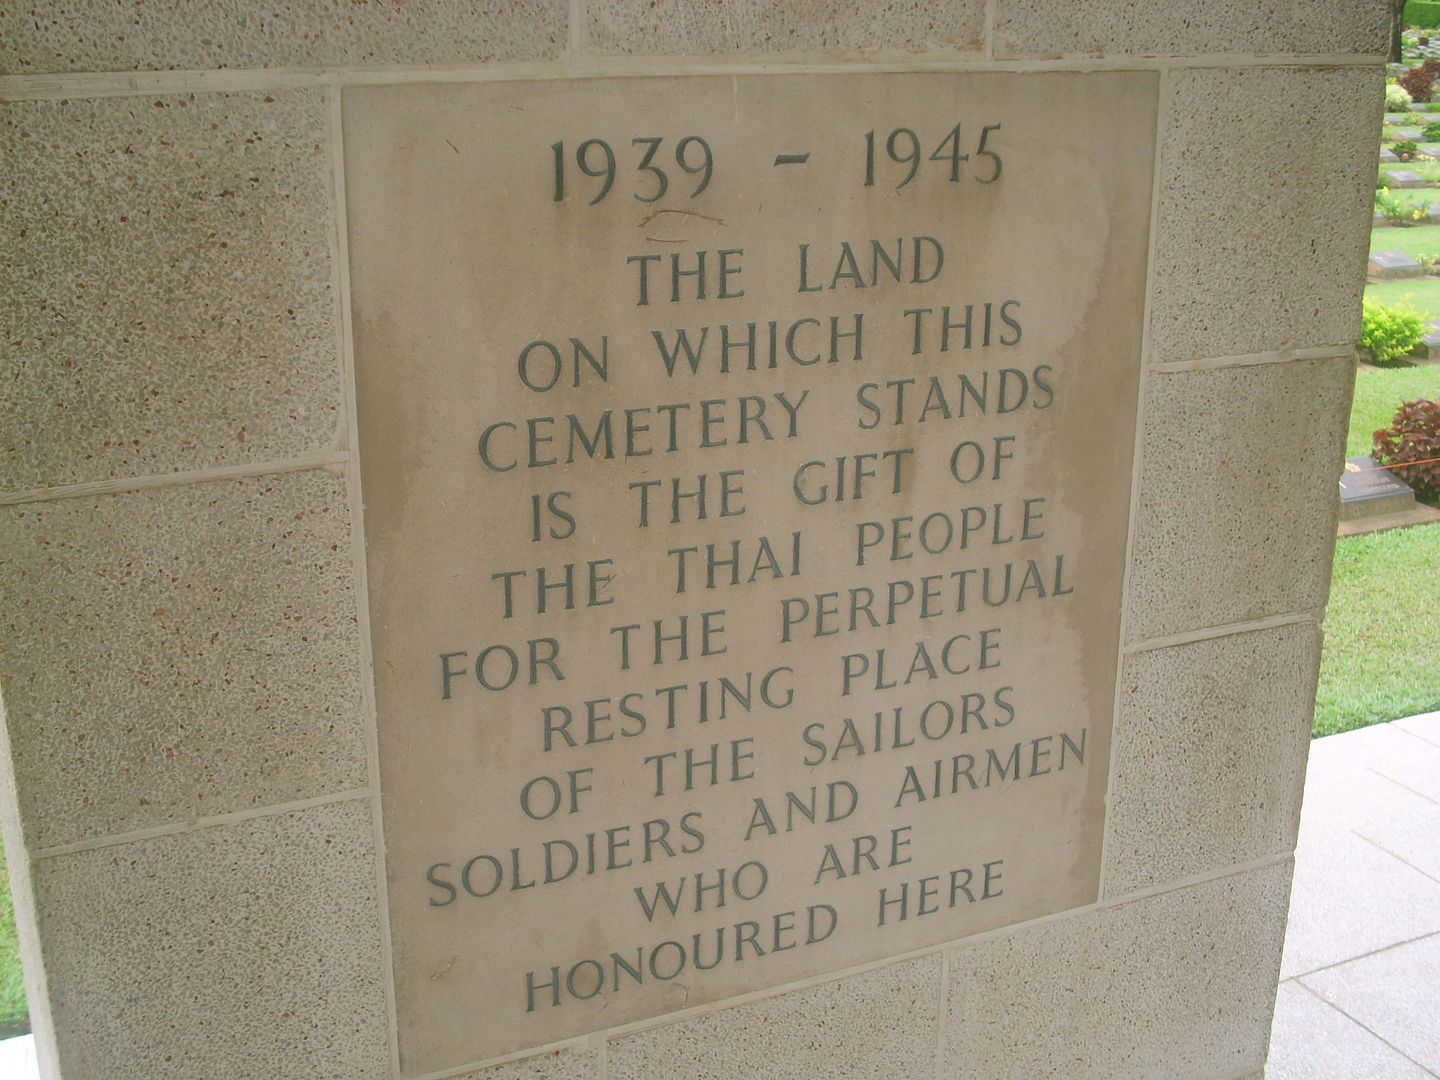 1939 - 1945
THE LAND
ON WHICH THIS
CEMETERY STANDS
IS THE GIFT OF
THE THAI PEOPLE
FOR THE PERPETUAL
RESTING PLACE
OF THE SAILORS
SOLDIERS AND AIRMEN
WHO ARE
HONOURED HERE